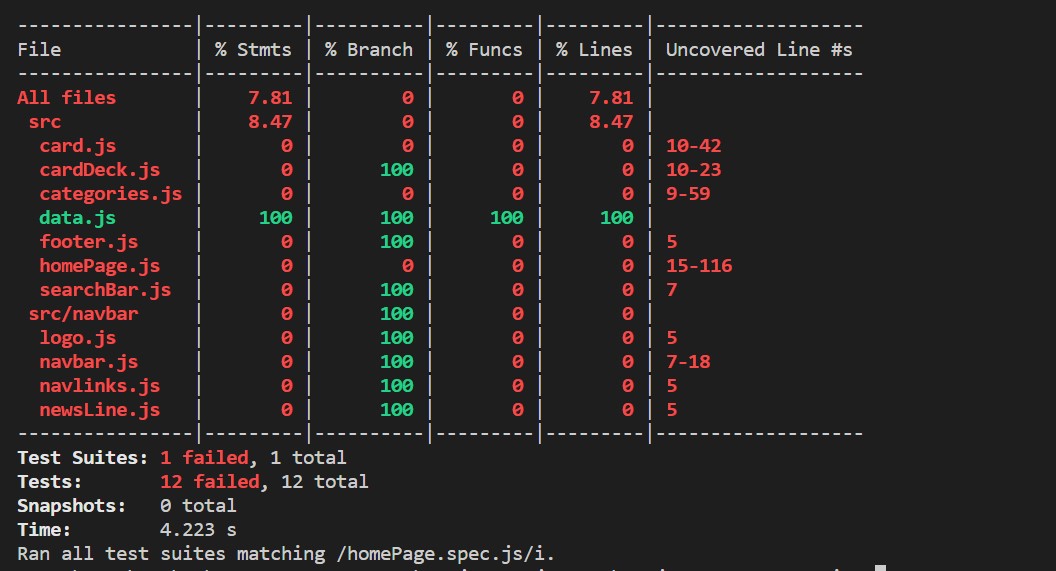 ----------------|---------|----------|---------|---------|-------------------
File            | % Stmts | % Branch | % Funcs | % Lines | Uncovered Line #s
----------------|---------|----------|---------|---------|-------------------
All files       |    7.81 |        0 |       0 |    7.81 |
 src            |    8.47 |        0 |       0 |    8.47 |
  card.js       |       0 |        0 |       0 |       0 | 10-42
  cardDeck.js   |       0 |      100 |       0 |       0 | 10-23
  categories.js |       0 |        0 |       0 |       0 | 9-59
  data.js       |     100 |      100 |     100 |     100 |
  footer.js     |       0 |      100 |       0 |       0 | 5
  homePage.js   |       0 |        0 |       0 |       0 | 15-116
  searchBar.js  |       0 |      100 |       0 |       0 | 7
 src/navbar     |       0 |      100 |       0 |       0 |
  logo.js       |       0 |      100 |       0 |       0 | 5
  navbar.js     |       0 |      100 |       0 |       0 | 7-18
  navlinks.js   |       0 |      100 |       0 |       0 | 5
  newsLine.js   |       0 |      100 |       0 |       0 | 5
----------------|---------|----------|---------|---------|-------------------
Test Suites: 1 failed, 1 total
Tests:       12 failed, 12 total
Snapshots:   0 total
Time:        4.223 s
Ran all test suites matching /homePage.spec.js/i.